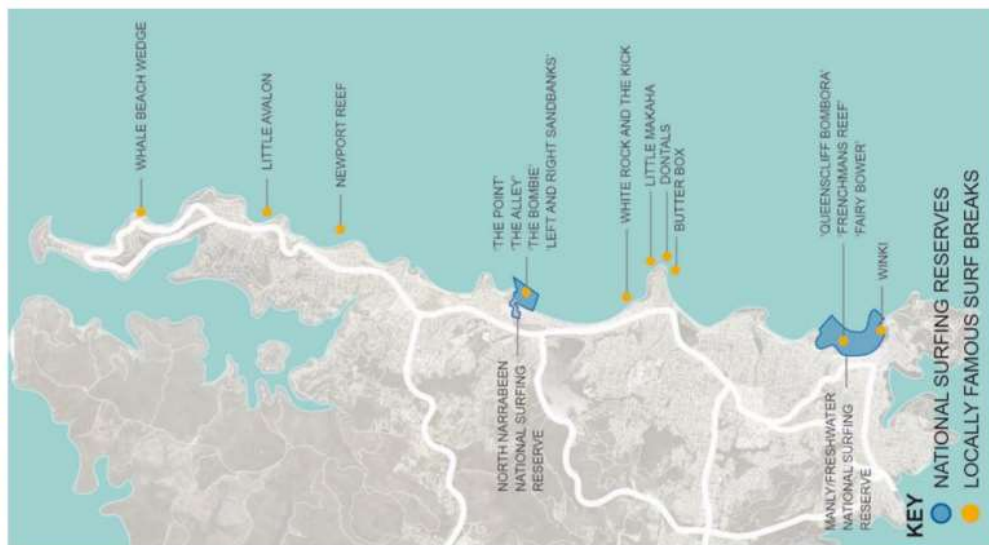 WHALE BEACH WEDGE
LITTLE AVALON
NEWPORT REEF
'THE POINT'
'THE ALLEY'
'THE BOMBIE'
'LEFT AND RIGHT SANDBANKS'
NORTH NARRABEEN
NATIONAL SURFING
RESERVE
WHITE ROCK AND THE KICK
LITTLE MAKAHA
DONTALS
BUTTER BOX
'QUEENSCLIFF BOMBORA'
'FRENCHMANS REEF'
'FAIRY BOWER'
MANLY/FRESHWATER
NATIONAL SURFING
RESERVE
WINKI
KEY
NATIONAL SURFING RESERVES
LOCALLY FAMOUS SURF BREAKS